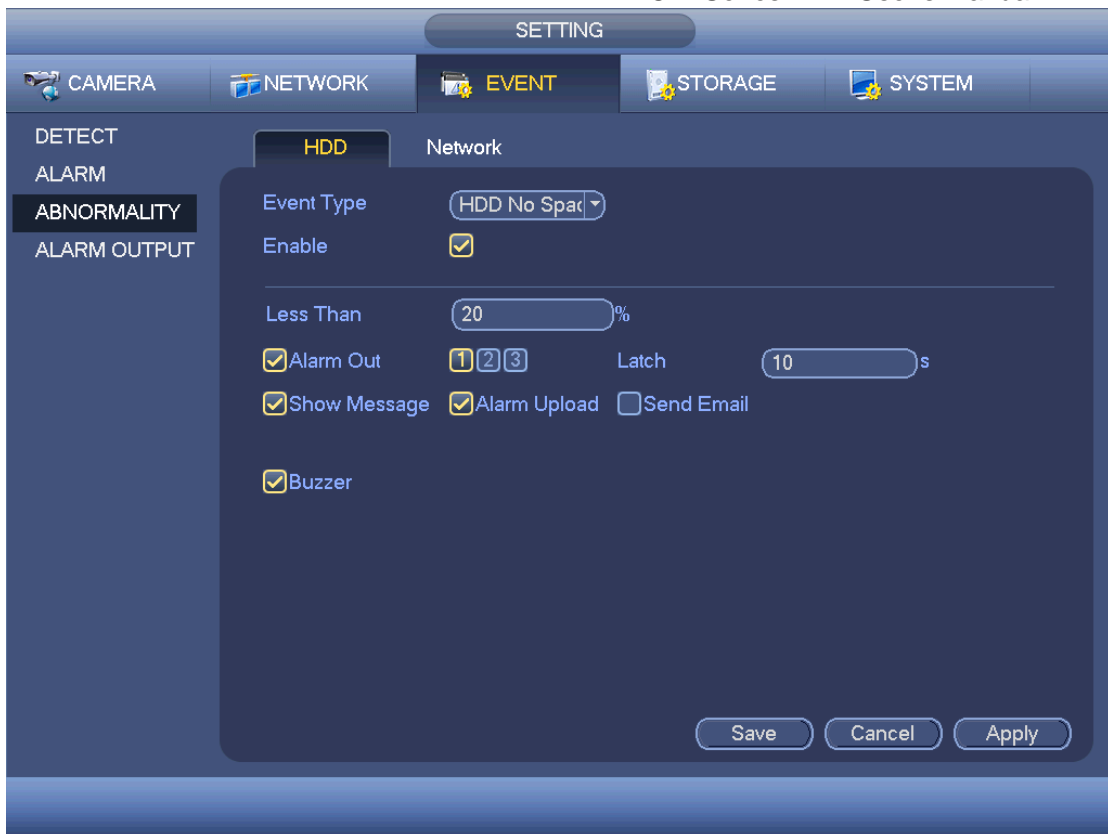 SETTING
CAMERA NETWORK EVENT STORAGE SYSTEM
DETECT
ALARM
ABNORMALITY
ALARM OUTPUT
HDD Network
Event Type HDD No Spac
Enable
Less Than 20 %
Alarm Out 1 2 3 Latch 10 s
Show Message Alarm Upload Send Email
Buzzer
Save Cancel Apply